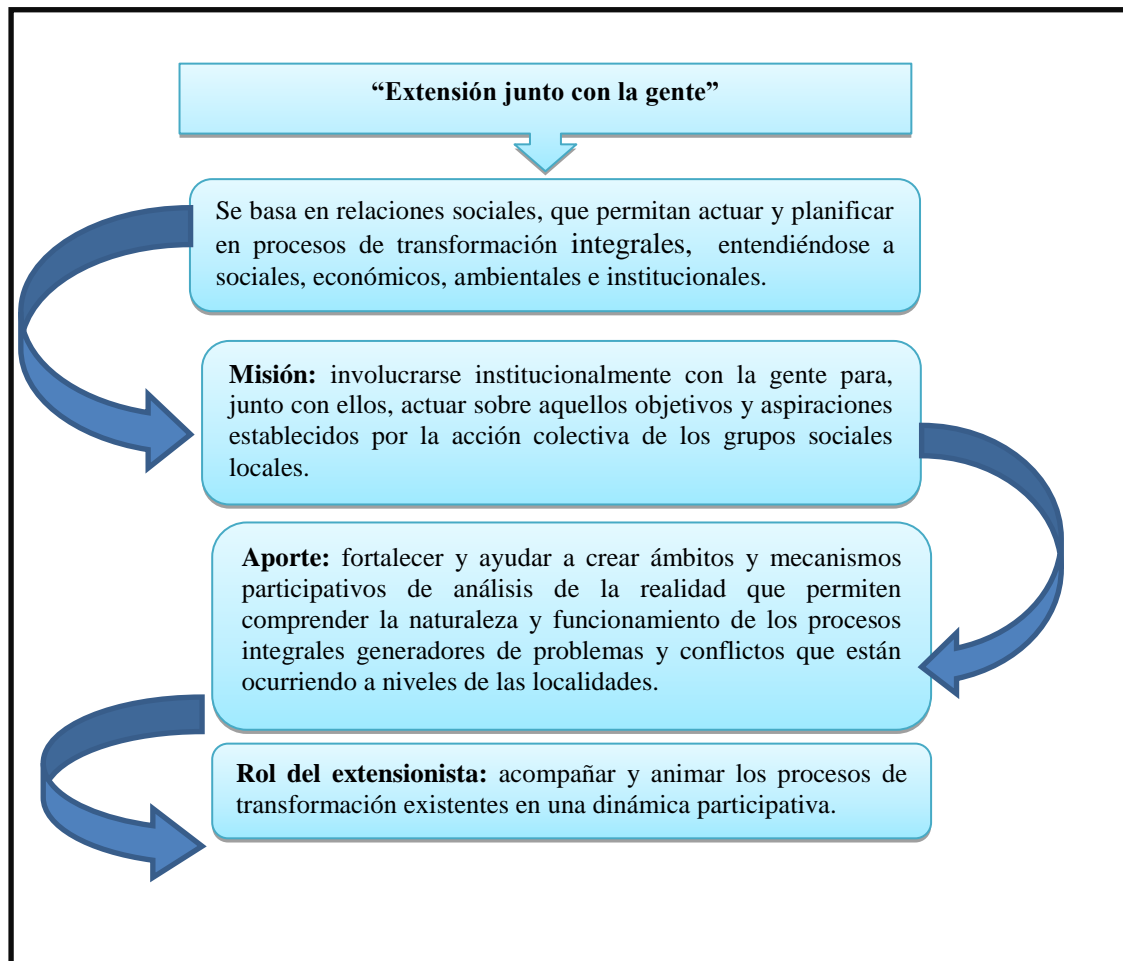 “Extensión junto con la gente”
Se basa en relaciones sociales, que permitan actuar y planificar
en procesos de transformación integrales, entendiéndose a
sociales, económicos, ambientales e institucionales.
Misión: involucrarse institucionalmente con la gente para,
junto con ellos, actuar sobre aquellos objetivos y aspiraciones
establecidos por la acción colectiva de los grupos sociales
locales.
Aporte: fortalecer y ayudar a crear ámbitos y mecanismos
participativos de análisis de la realidad que permiten
comprender la naturaleza y funcionamiento de los procesos
integrales generadores de problemas y conflictos que están
ocurriendo a niveles de las localidades.
Rol del extensionista: acompañar y animar los procesos de
transformación existentes en una dinámica participativa.